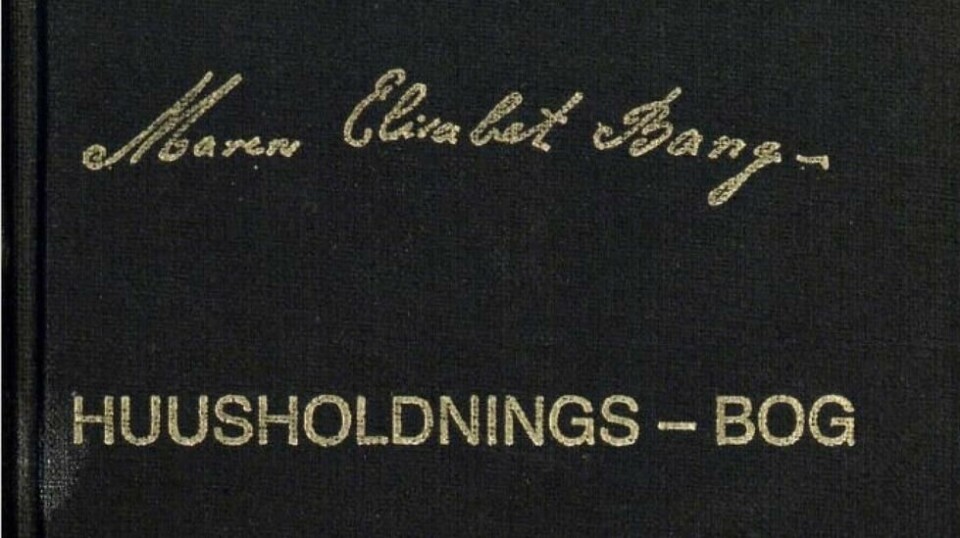 Maren Elisabet Bang –
HUUSHOLDNINGS – BOG